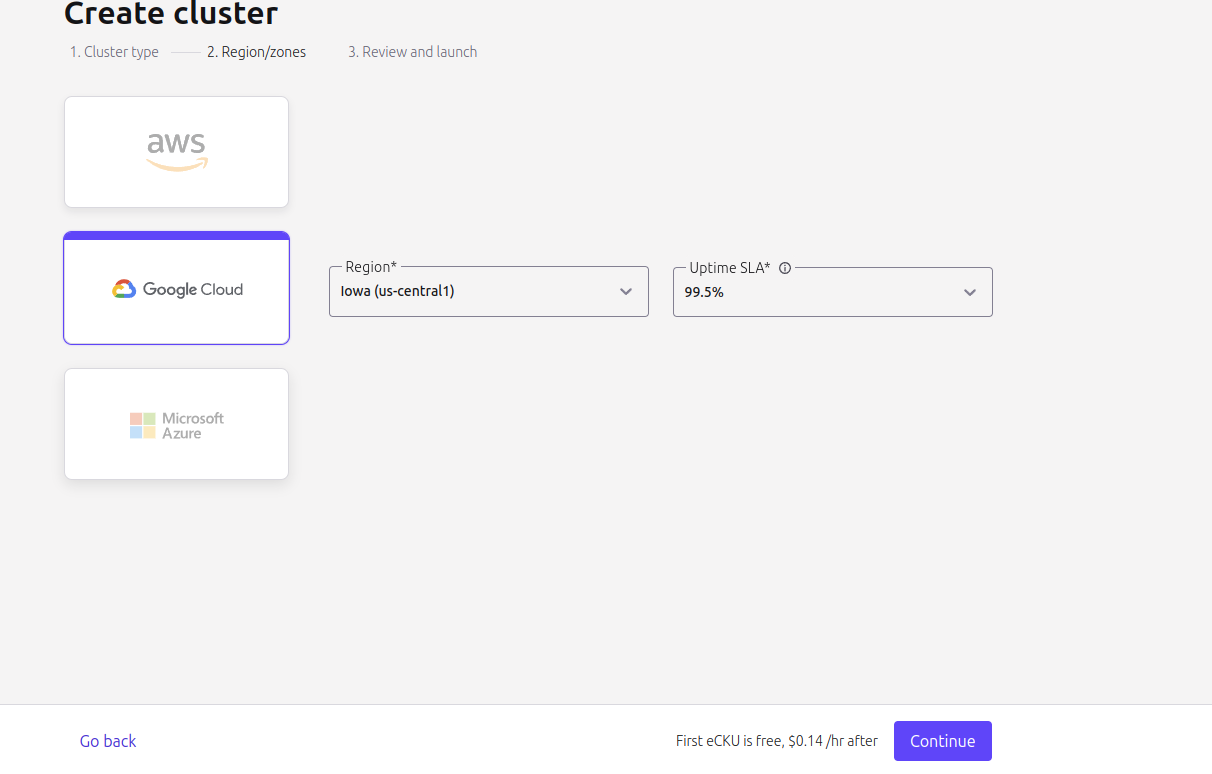 Create cluster
1. Cluster type 2. Region/zones 3. Review and launch
aws
Google Cloud
Region*
Iowa (us-central1)
Uptime SLA*
99.5%
Microsoft
Azure
Go back
First eCKU is free, $0.14 /hr after
Continue